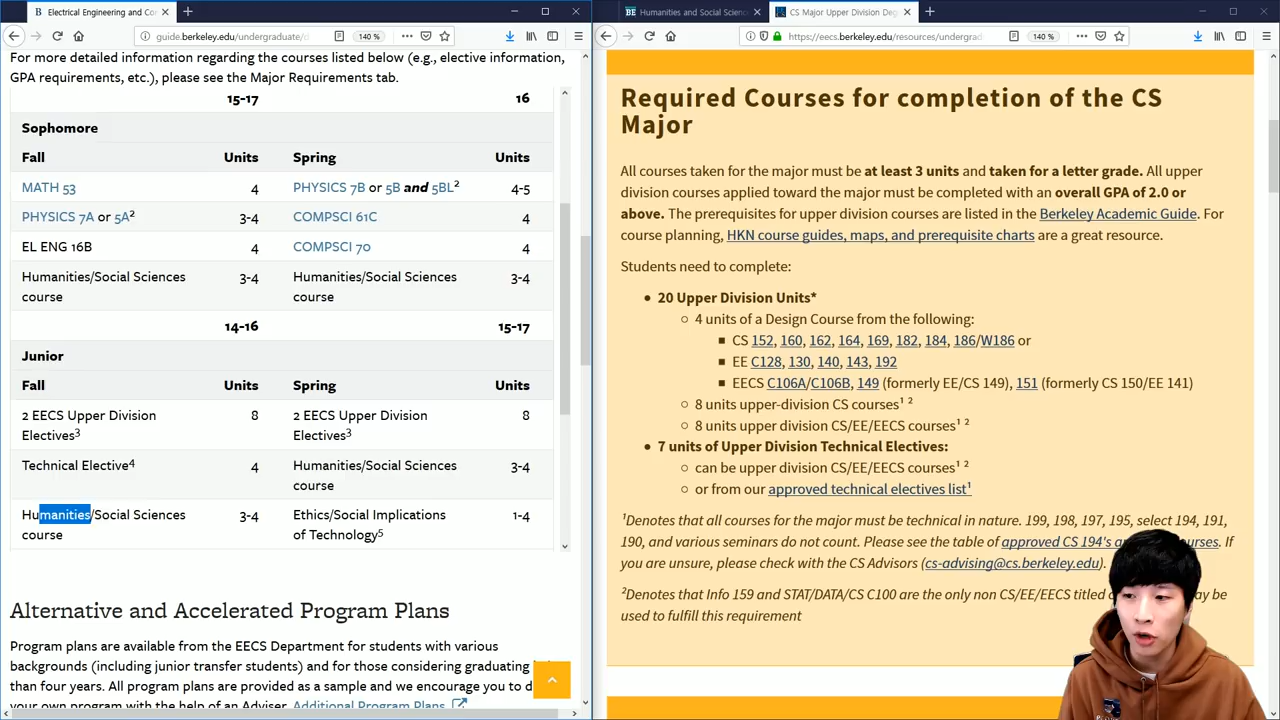 Electrical Engineering and Co
Humanities and Social Scienc
CS Major Upper Division Deg
guide.berkeley.edu/undergraduate/
140 %
https://eecs.berkeley.edu/resources/undergrad
140 %
For more detailed information regarding the courses listed below (e.g., elective information,
GPA requirements, etc.), please see the Major Requirements tab.
15-17 16
Sophomore
Fall Units Spring Units
MATH 53 4 PHYSICS 7B or 5B and 5BL² 4-5
PHYSICS 7A or 5A² 3-4 COMPSCI 61C 4
EL ENG 16B 4 COMPSCI 70 4
Humanities/Social Sciences 3-4 Humanities/Social Sciences 3-4
course course
14-16 15-17
Junior
Fall Units Spring Units
2 EECS Upper Division 8 2 EECS Upper Division 8
Electives³ Electives³
Technical Elective⁴ 4 Humanities/Social Sciences 3-4
course
Humanities/Social Sciences 3-4 Ethics/Social Implications 1-4
course of Technology⁵
Alternative and Accelerated Program Plans
Program plans are available from the EECS Department for students with various
backgrounds (including junior transfer students) and for those considering graduating
than four years. All program plans are provided as a sample and we encourage you to
your own program with the help of an Adviser. Additional Program Plans
Required Courses for completion of the CS
Major
All courses taken for the major must be at least 3 units and taken for a letter grade. All upper
division courses applied toward the major must be completed with an overall GPA of 2.0 or
above. The prerequisites for upper division courses are listed in the Berkeley Academic Guide. For
course planning, HKN course guides, maps, and prerequisite charts are a great resource.
Students need to complete:
• 20 Upper Division Units*
○ 4 units of a Design Course from the following:
■ CS 152, 160, 162, 164, 169, 182, 184, 186/W186 or
■ EE C128, 130, 140, 143, 192
■ EECS C106A/C106B, 149 (formerly EE/CS 149), 151 (formerly CS 150/EE 141)
○ 8 units upper-division CS courses¹ ²
○ 8 units upper division CS/EE/EECS courses¹ ²
• 7 units of Upper Division Technical Electives:
○ can be upper division CS/EE/EECS courses¹ ²
○ or from our approved technical electives list¹
¹Denotes that all courses for the major must be technical in nature. 199, 198, 197, 195, select 194, 191,
190, and various seminars do not count. Please see the table of approved CS 194's If
you are unsure, please check with the CS Advisors (cs-advising@cs.berkeley.edu).
²Denotes that Info 159 and STAT/DATA/CS C100 are the only non CS/EE/EECS titled be
used to fulfill this requirement